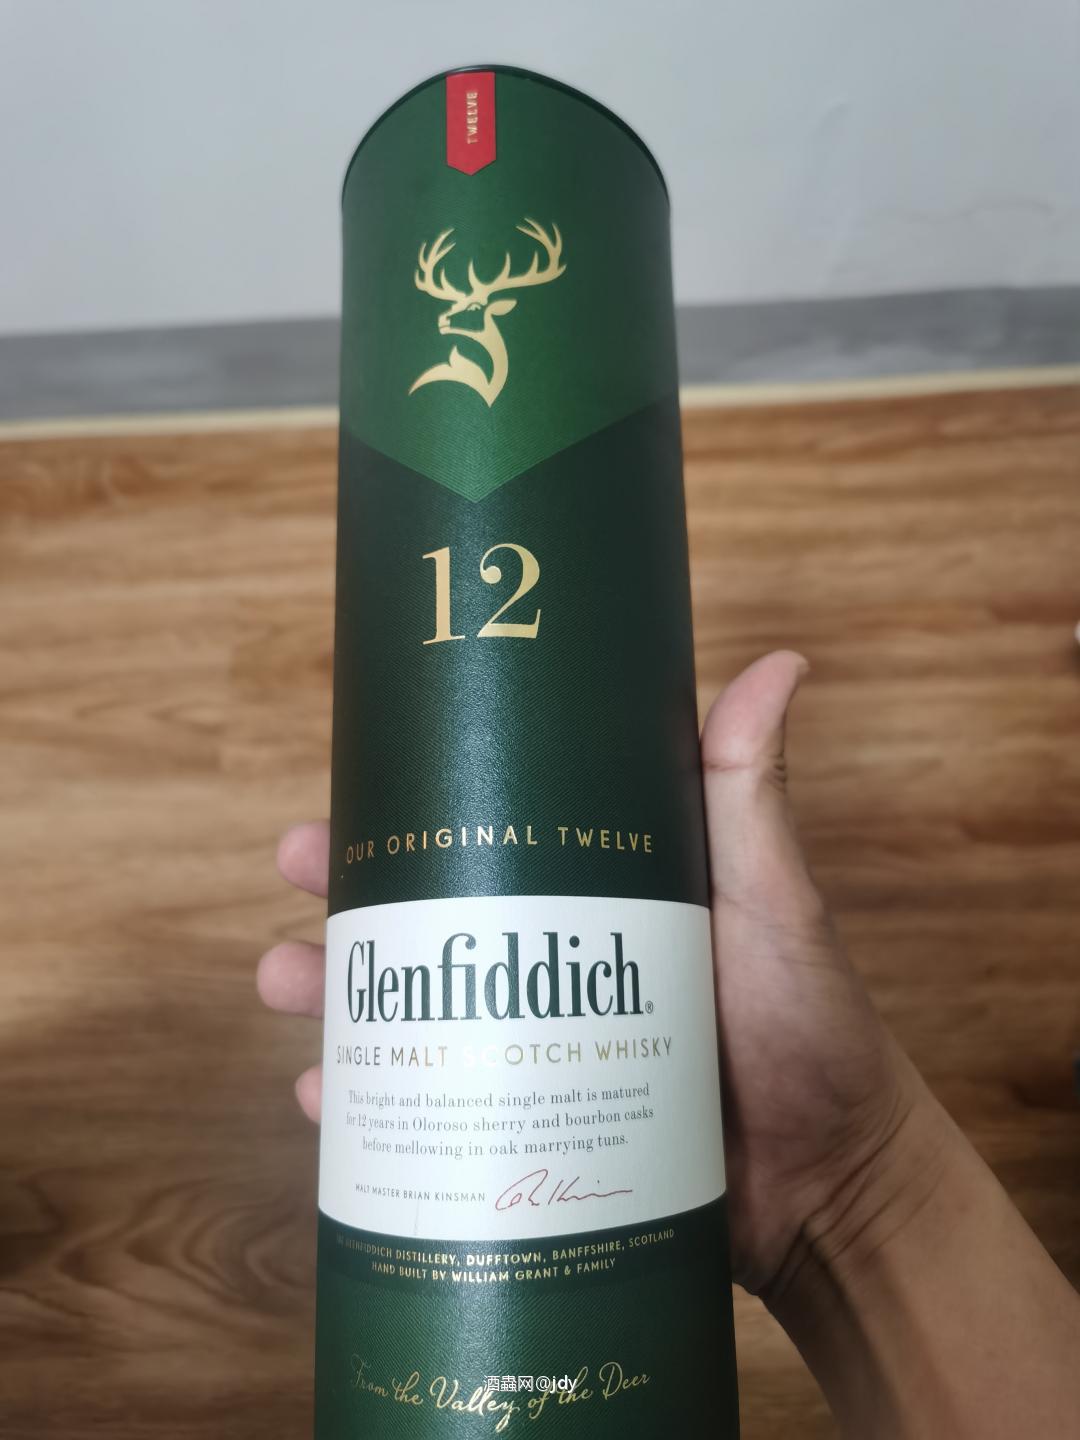 TWELVE
12
OUR ORIGINAL TWELVE
Glenfiddich®
SINGLE MALT SCOTCH WHISKY
This bright and balanced single malt is matured
for 12 years in Oloroso sherry and bourbon casks
before mellowing in oak marrying tuns.
MALT MASTER BRIAN KINSMAN
THE GLENFIDDICH DISTILLERY, DUFFTOWN, BANFFSHIRE, SCOTLAND
HAND BUILT BY WILLIAM GRANT & FAMILY
From the Valley of the Deer
酒蟲网@jdy